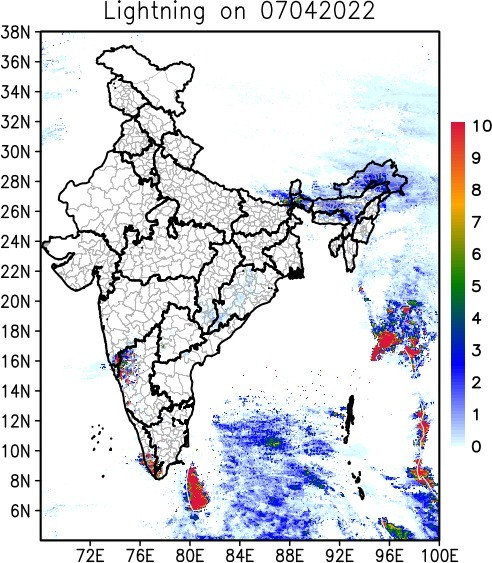 Lightning on 07042022
38N
36N
34N
32N
30N
28N
26N
24N
22N
20N
18N
16N
14N
12N
10N
8N
6N
10
9
8
7
6
5
4
3
2
1
0
72E 76E 80E 84E 88E 92E 96E 100E